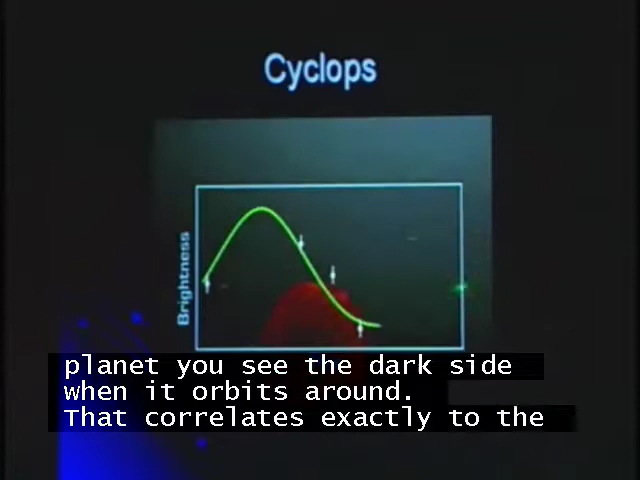 Cyclops
Brightness
planet you see the dark side
when it orbits around.
That correlates exactly to the